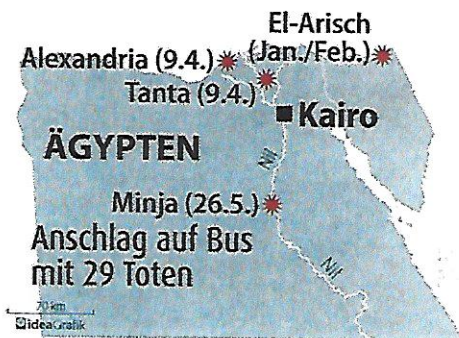 El-Arisch
(Jan./Feb.)
Alexandria (9.4.)
Tanta (9.4.)
Kairo
ÄGYPTEN
Nil
Minja (26.5.)
Anschlag auf Bus
mit 29 Toten
Nil
70 km
ideaGrafik